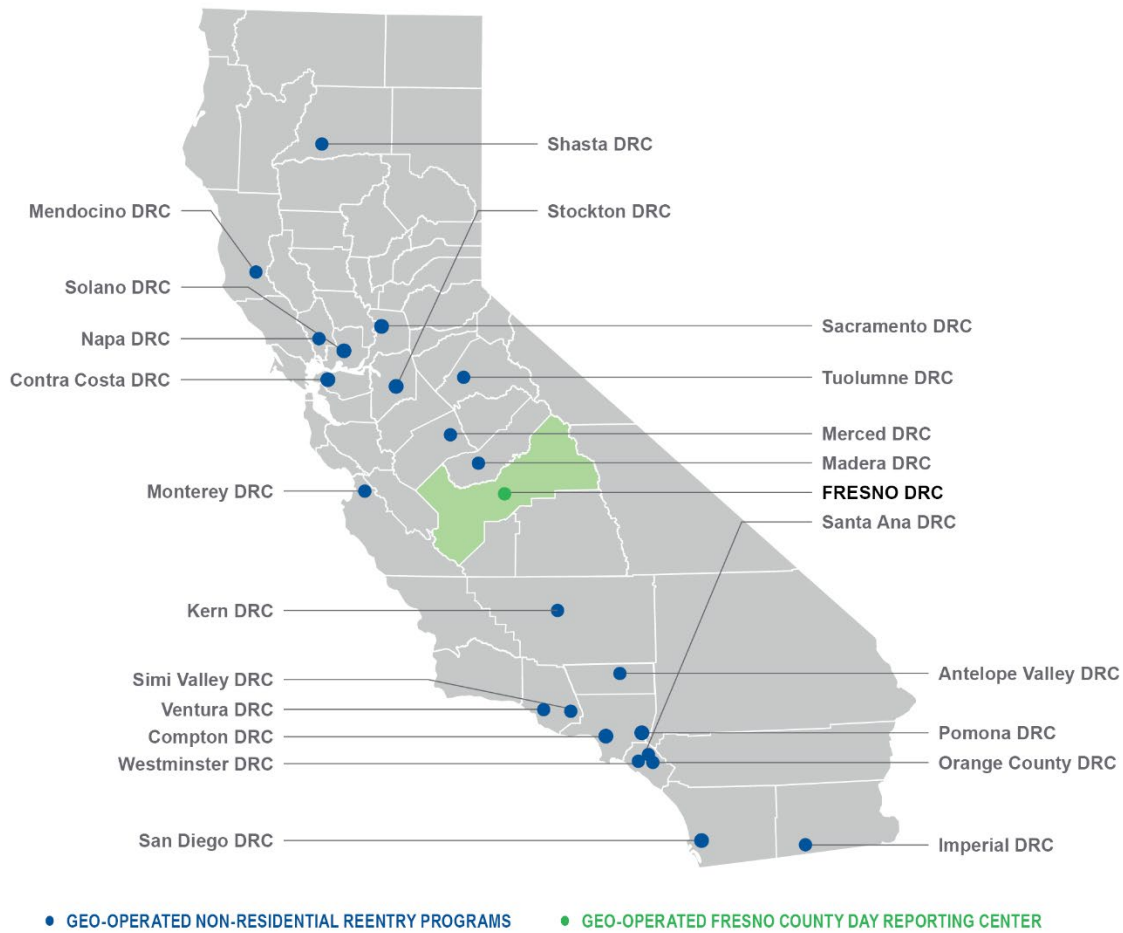 Shasta DRC
Mendocino DRC
Stockton DRC
Solano DRC
Napa DRC
Sacramento DRC
Contra Costa DRC
Tuolumne DRC
Merced DRC
Madera DRC
Monterey DRC
FRESNO DRC
Santa Ana DRC
Kern DRC
Simi Valley DRC
Antelope Valley DRC
Ventura DRC
Compton DRC
Pomona DRC
Westminster DRC
Orange County DRC
San Diego DRC
Imperial DRC
GEO-OPERATED NON-RESIDENTIAL REENTRY PROGRAMS
GEO-OPERATED FRESNO COUNTY DAY REPORTING CENTER